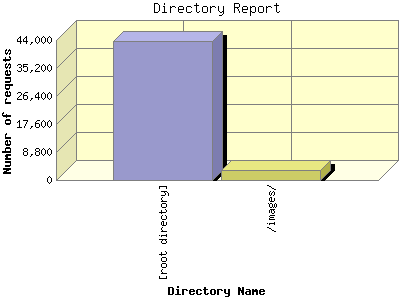 Directory Report
Number of requests
44,000
35,200
26,400
17,600
8,800
0
[root directory]
/images/
Directory Name